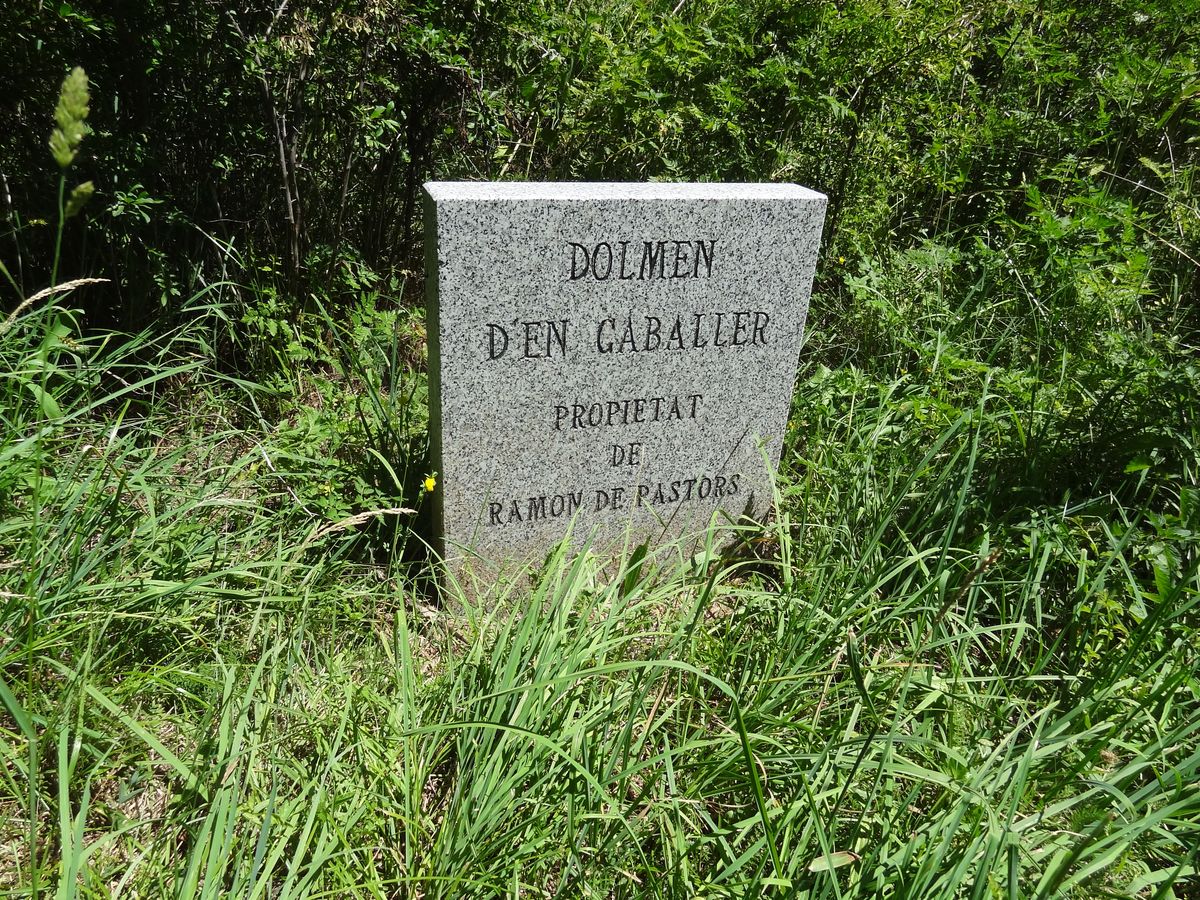 DOLMEN
D'EN CABALLER
PROPIETAT
DE
RAMON DE PASTORS